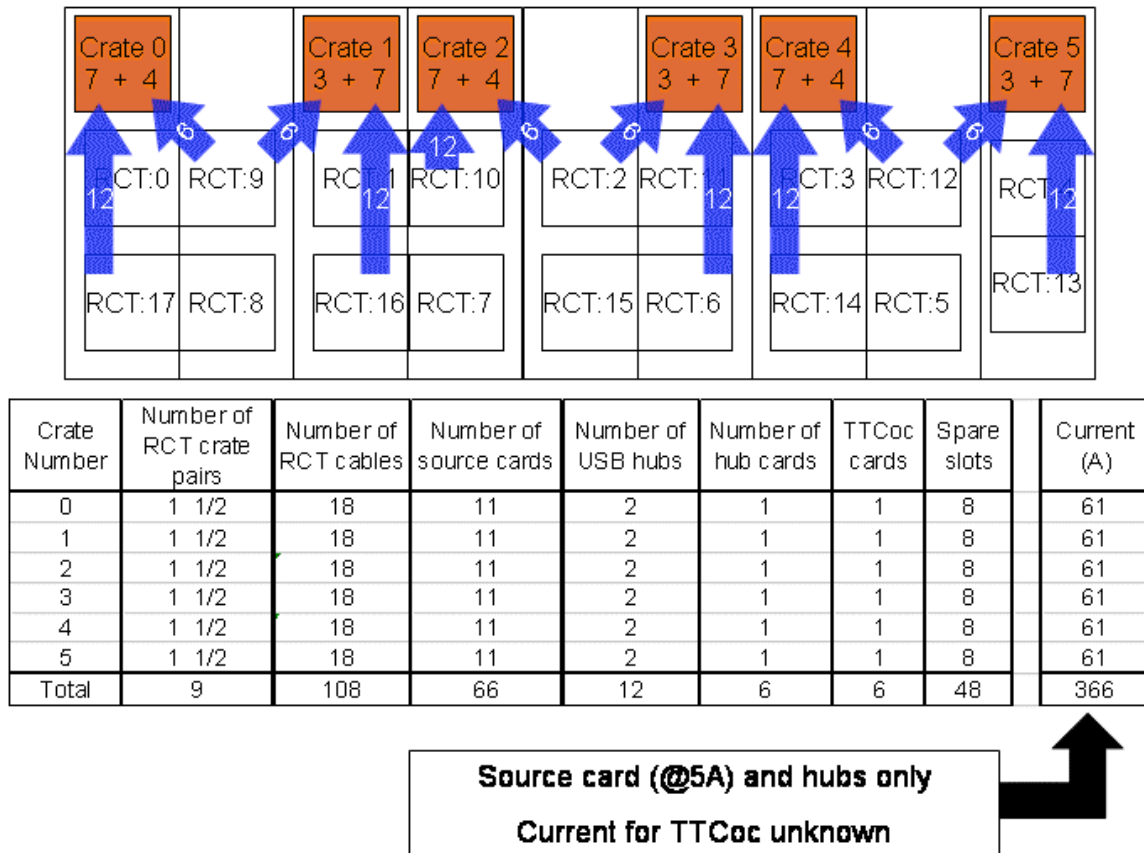 Crate 0 Crate 1 Crate 2 Crate 3 Crate 4 Crate 5
7 + 4 3 + 7 7 + 4 3 + 7 7 + 4 3 + 7
6 6 12 6 6 6 6
RCT:0 RCT:9 RCT:1 RCT:10 RCT:2 RCT:11 RCT:3 RCT:12 RCT
12 12 12 12 12
RCT:17 RCT:8 RCT:16 RCT:7 RCT:15 RCT:6 RCT:14 RCT:5 RCT:13
Crate Number Number of RCT crate pairs Number of RCT cables Number of source cards Number of USB hubs Number of hub cards TTCoc cards Spare slots Current (A)
0 1 1/2 18 11 2 1 1 8 61
1 1 1/2 18 11 2 1 1 8 61
2 1 1/2 18 11 2 1 1 8 61
3 1 1/2 18 11 2 1 1 8 61
4 1 1/2 18 11 2 1 1 8 61
5 1 1/2 18 11 2 1 1 8 61
Total 9 108 66 12 6 6 48 366
Source card (@5A) and hubs only
Current for TTCoc unknown